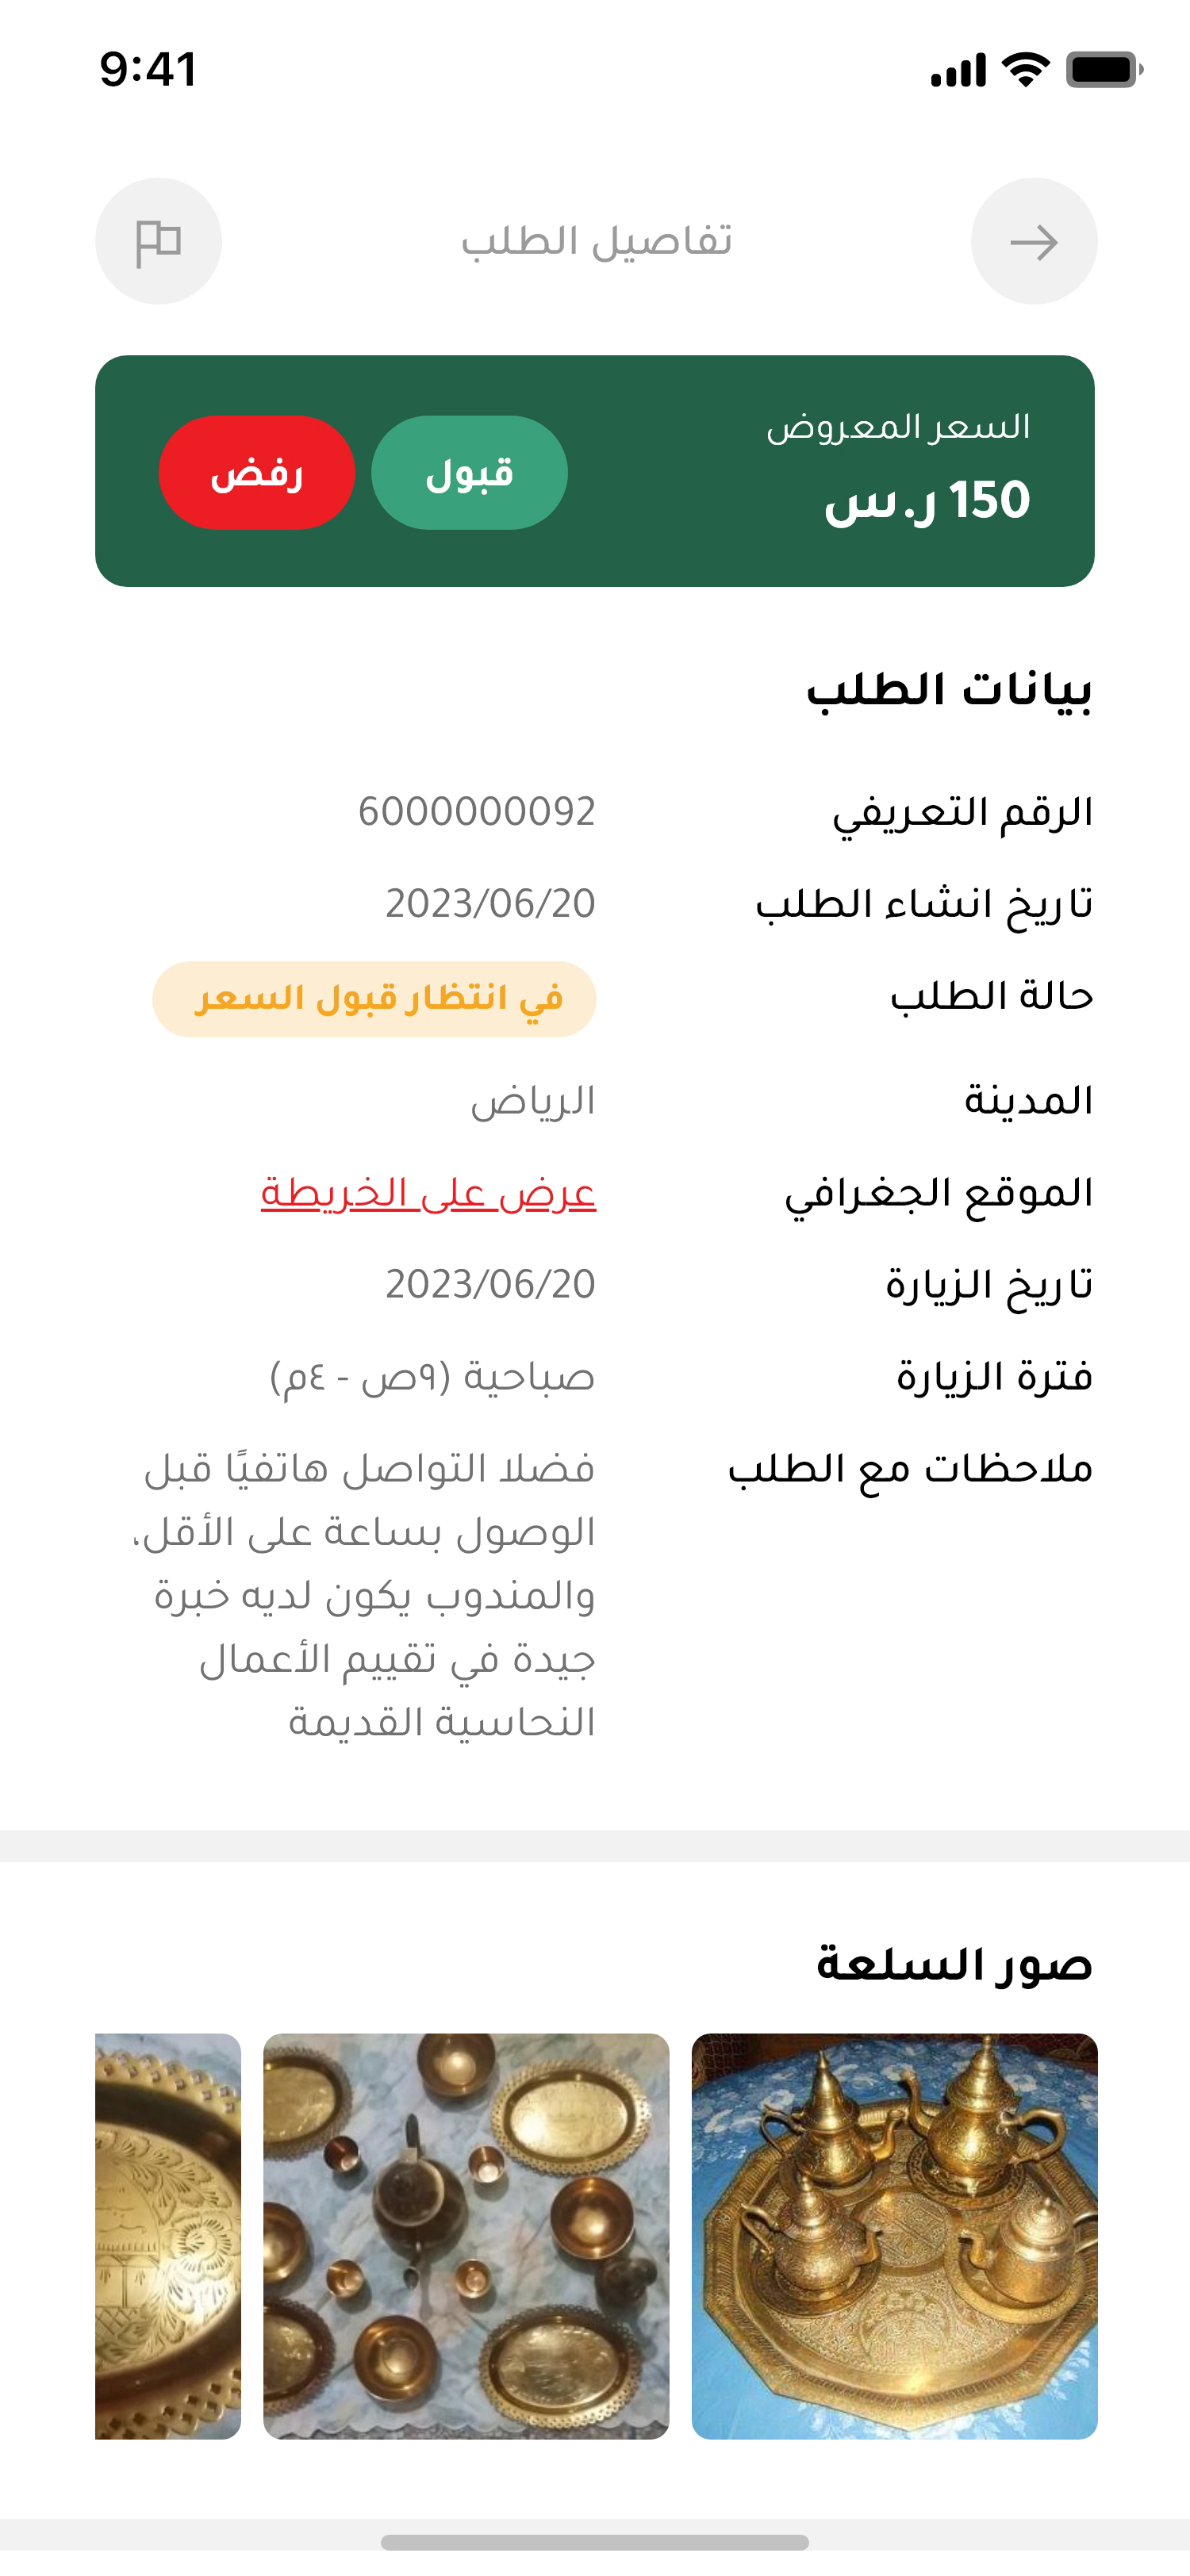 9:41
تفاصيل الطلب
السعر المعروض
150 ر.س
قبول
رفض
بيانات الطلب
الرقم التعريفي
6000000092
تاريخ انشاء الطلب
2023/06/20
حالة الطلب
في انتظار قبول السعر
المدينة
الرياض
الموقع الجغرافي
عرض على الخريطة
تاريخ الزيارة
2023/06/20
فترة الزيارة
صباحية (٩ص - ٤م)
ملاحظات مع الطلب
فضلا التواصل هاتفيًا قبل
الوصول بساعة على الأقل،
والمندوب يكون لديه خبرة
جيدة في تقييم الأعمال
النحاسية القديمة
صور السلعة